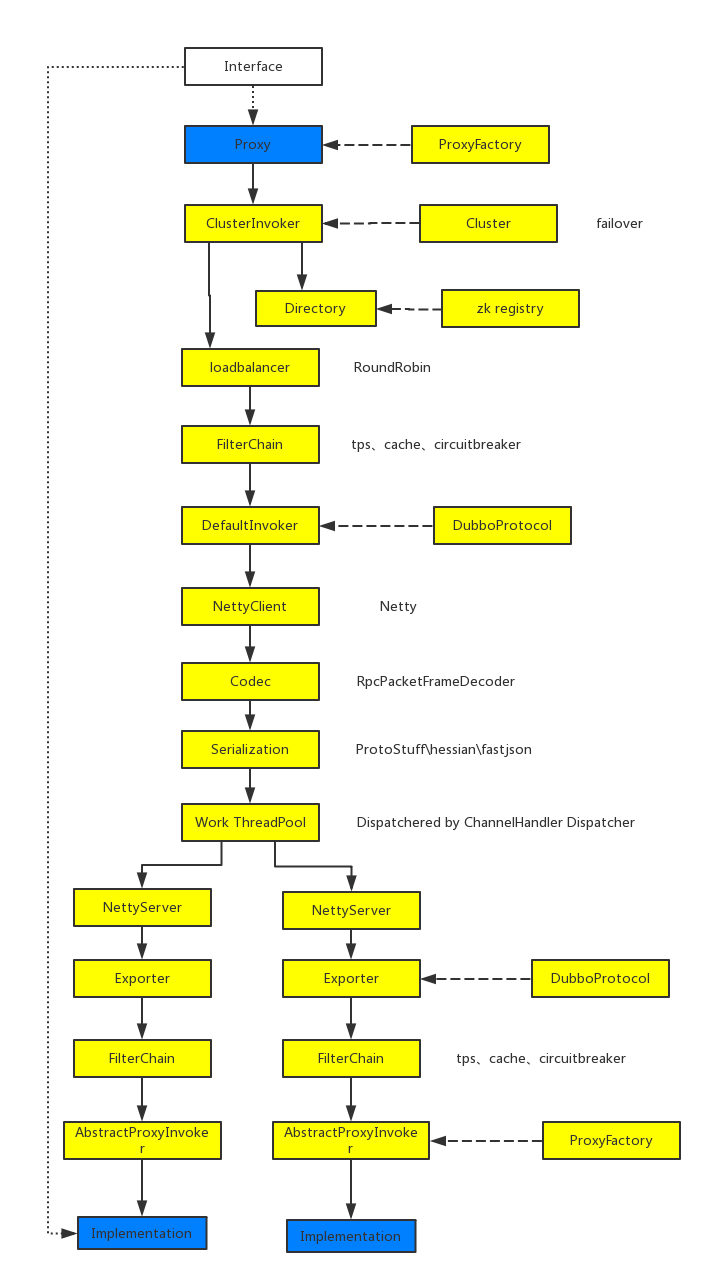 Interface
Proxy
ProxyFactory
ClusterInvoker
Cluster
failover
Directory
zk registry
loadbalancer
RoundRobin
FilterChain
tps、cache、circuitbreaker
DefaultInvoker
DubboProtocol
NettyClient
Netty
Codec
RpcPacketFrameDecoder
Serialization
ProtoStuff\hessian\fastjson
Work ThreadPool
Dispatchered by ChannelHandler Dispatcher
NettyServer
NettyServer
Exporter
Exporter
DubboProtocol
FilterChain
FilterChain
tps、cache、circuitbreaker
AbstractProxyInvoke
r
AbstractProxyInvoke
r
ProxyFactory
Implementation
Implementation